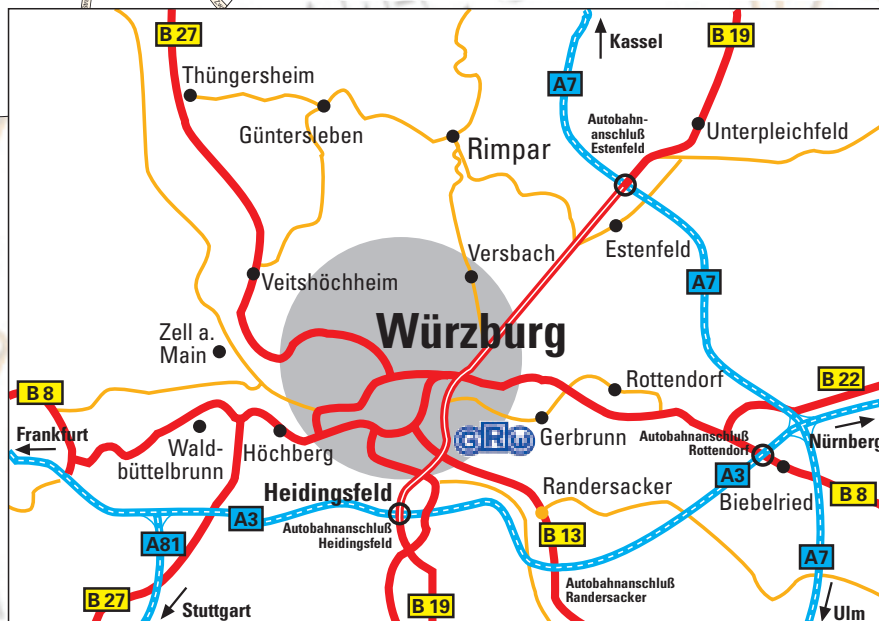 B 27
Kassel
B 19
A7
Thüngersheim
Autobahn-
anschluß
Estenfeld
Unterpleichfeld
Güntersleben
Rimpar
Versbach
Estenfeld
A7
Veitshöchheim
Würzburg
Zell a.
Main
Rottendorf
B 22
B 8
Frankfurt
Wald-
büttelbrunn
Höchberg
GRW
Gerbrunn
Autobahnanschluß
Rottendorf
Nürnberg
A3
Biebelried
B 8
Heidingsfeld
Randersacker
A3
Autobahnanschluß
Heidingsfeld
A81
B 13
A7
Autobahnanschluß
Randersacker
B 27
Stuttgart
B 19
Ulm